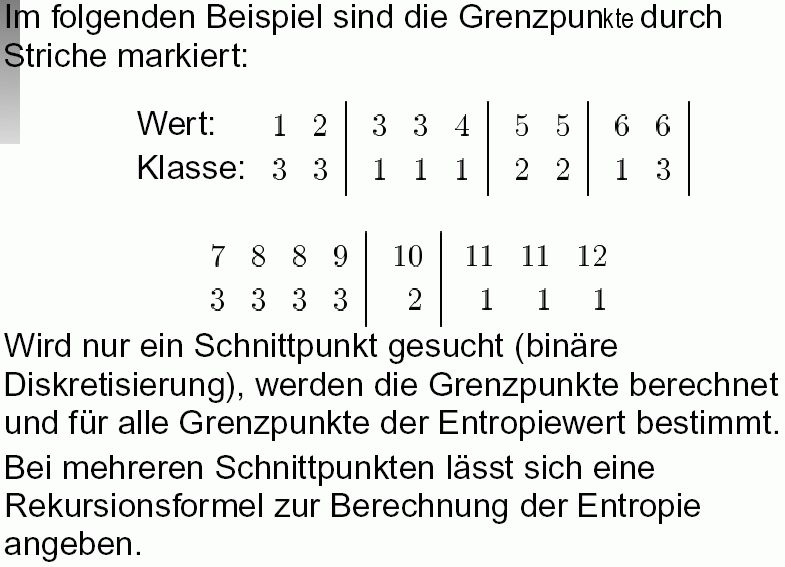 Im folgenden Beispiel sind die Grenzpunkte durch
Striche markiert:
Wert: 1 2 | 3 3 4 | 5 5 | 6 6 |
Klasse: 3 3 | 1 1 1 | 2 2 | 1 3 |
7 8 8 9 | 10 | 11 11 12
3 3 3 3 | 2 | 1 1 1
Wird nur ein Schnittpunkt gesucht (binäre
Diskretisierung), werden die Grenzpunkte berechnet
und für alle Grenzpunkte der Entropiewert bestimmt.
Bei mehreren Schnittpunkten lässt sich eine
Rekursionsformel zur Berechnung der Entropie
angeben.